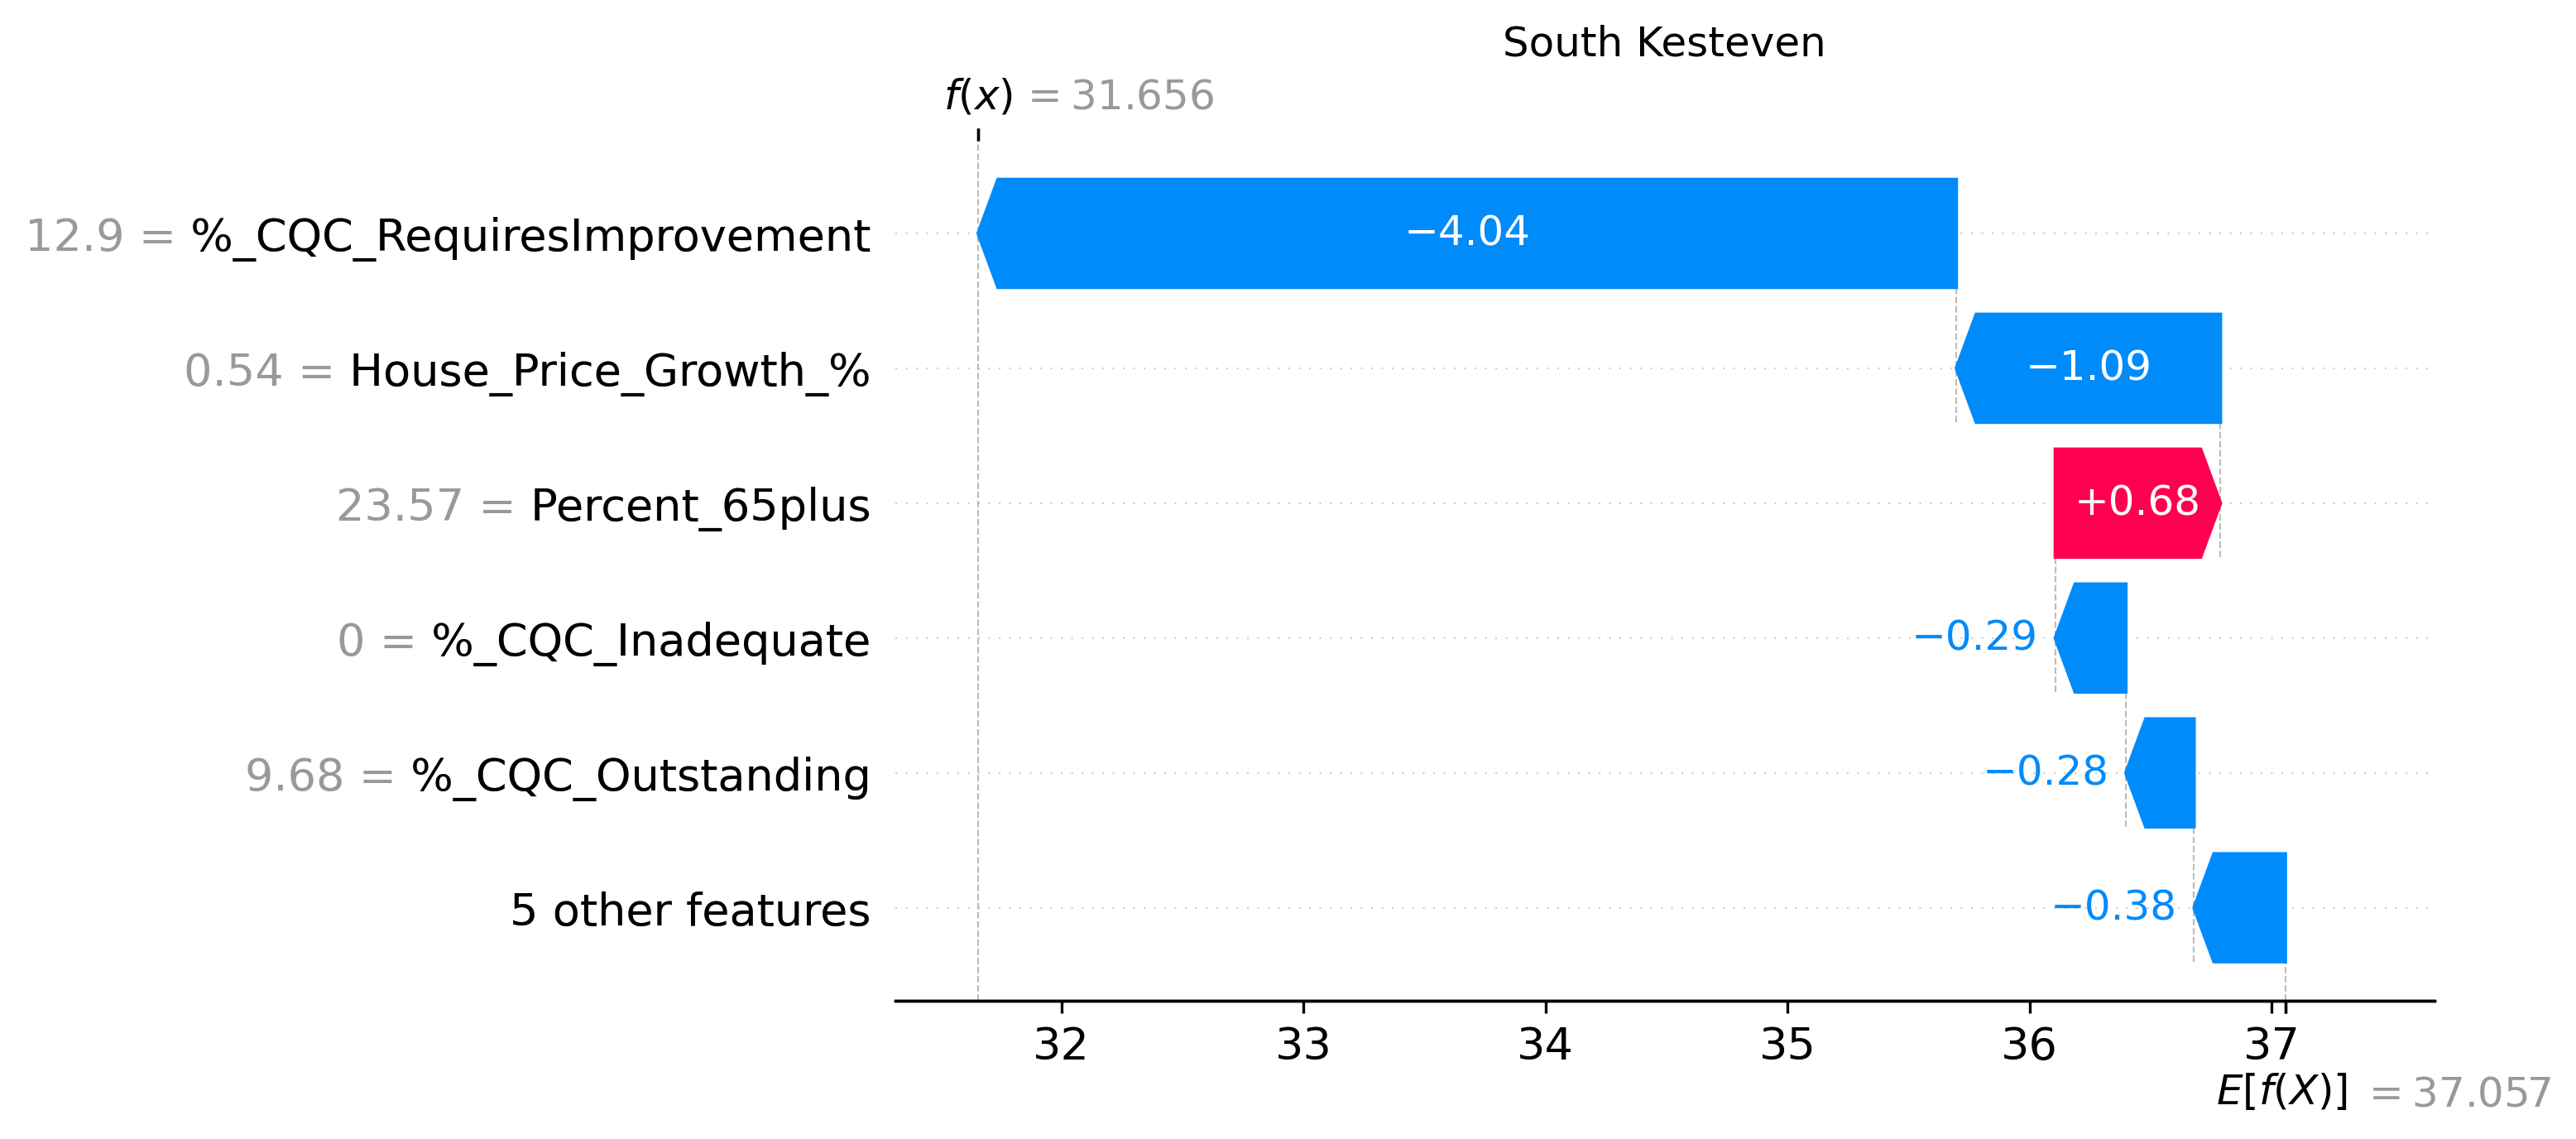 South Kesteven
f(x) = 31.656
12.9 = %_CQC_RequiresImprovement
−4.04
0.54 = House_Price_Growth_%
−1.09
23.57 = Percent_65plus
+0.68
0 = %_CQC_Inadequate
−0.29
9.68 = %_CQC_Outstanding
−0.28
5 other features
−0.38
32 33 34 35 36 37
E[f(X)] = 37.057